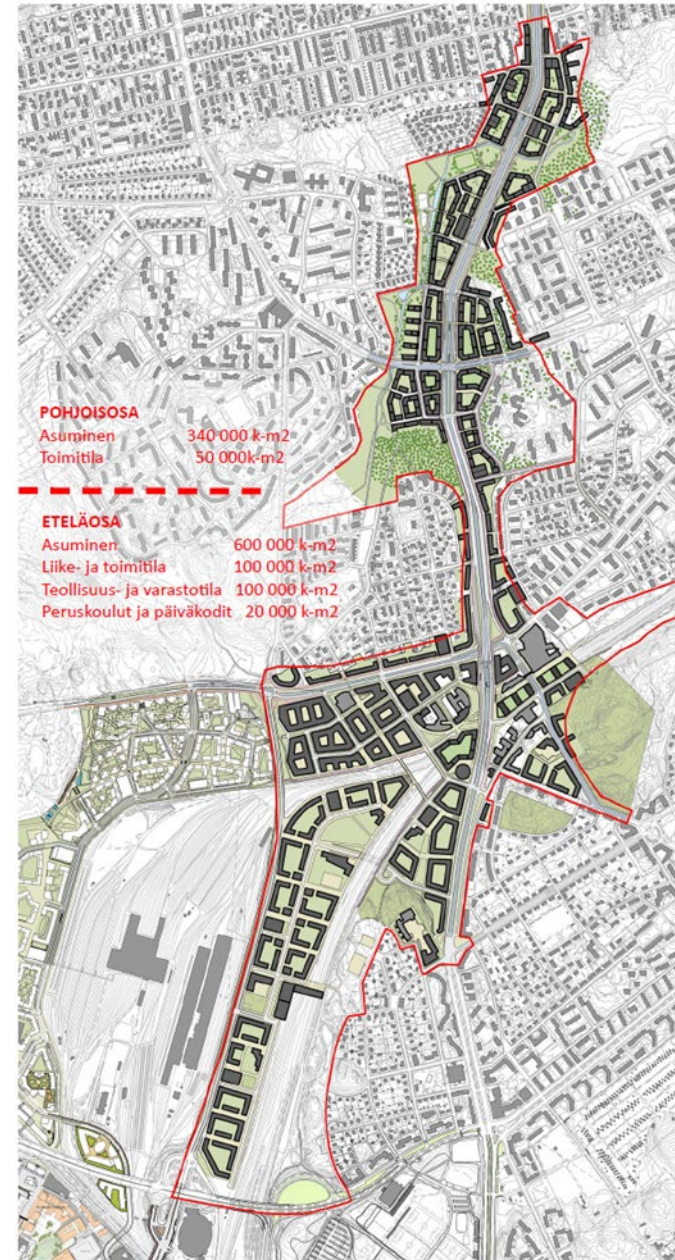 POHJOISOSA
Asuminen 340 000 k-m2
Toimitila 50 000k-m2
ETELÄOSA
Asuminen 600 000 k-m2
Liike- ja toimitila 100 000 k-m2
Teollisuus- ja varastotila 100 000 k-m2
Peruskoulut ja päiväkodit 20 000 k-m2